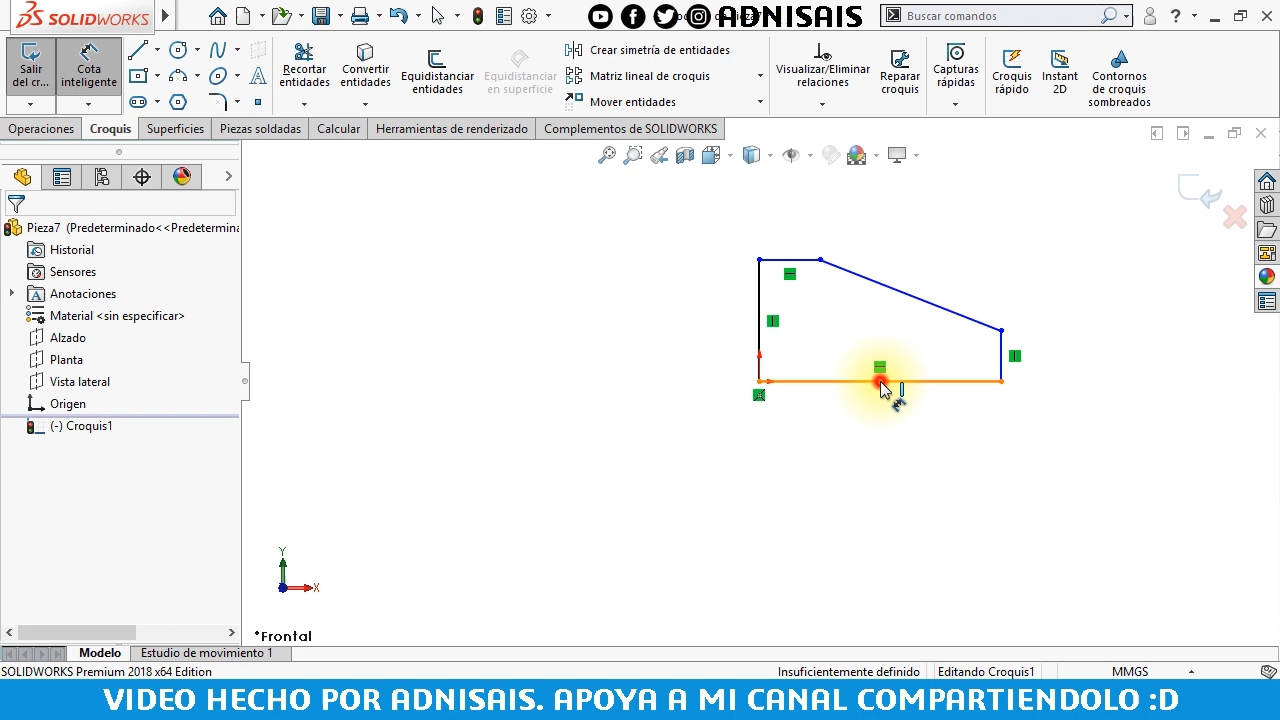 SOLIDWORKS
ADNISAIS
Buscar comandos
Salir del cr...
Cota inteligente
Recortar entidades
Convertir entidades
Equidistanciar entidades
Equidistanciar en superficie
Crear simetría de entidades
Matriz lineal de croquis
Mover entidades
Visualizar/Eliminar relaciones
Reparar croquis
Capturas rápidas
Croquis rápido
Instant 2D
Contornos de croquis sombreados
Operaciones
Croquis
Superficies
Piezas soldadas
Calcular
Herramientas de renderizado
Complementos de SOLIDWORKS
Pieza7 (Predeterminado<<Predetermina
Historial
Sensores
Anotaciones
Material <sin especificar>
Alzado
Planta
Vista lateral
Origen
(-) Croquis1
Y
X
*Frontal
Modelo
Estudio de movimiento 1
SOLIDWORKS Premium 2018 x64 Edition
Insuficientemente definido
Editando Croquis1
MMGS
VIDEO HECHO POR ADNISAIS. APOYA A MI CANAL COMPARTIENDOLO :D